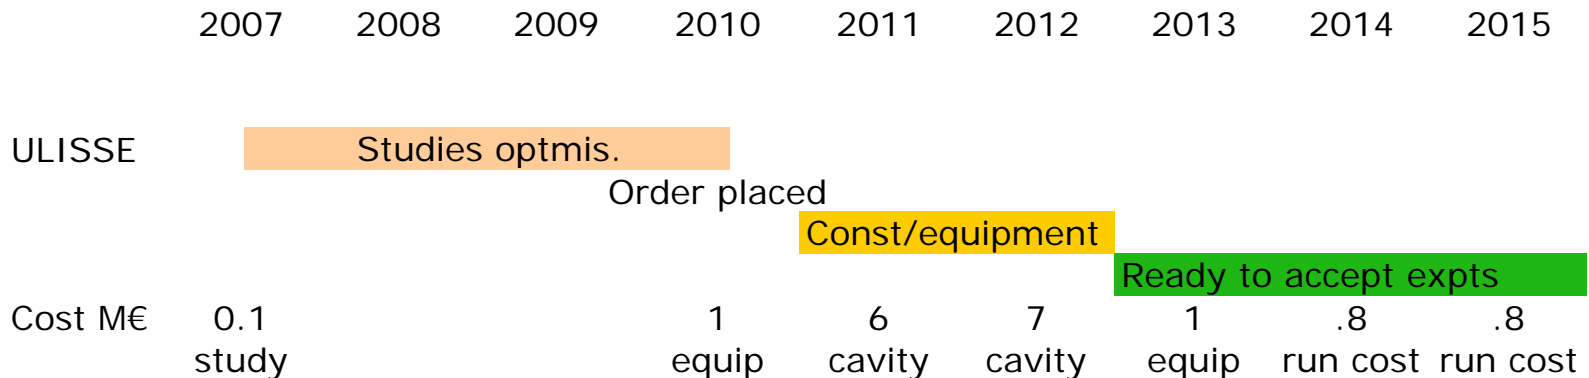 2007 2008 2009 2010 2011 2012 2013 2014 2015
ULISSE Studies optmis.
Order placed
Const/equipment
Ready to accept expts
Cost M€ 0.1 1 6 7 1 .8 .8
study equip cavity cavity equip run cost run cost